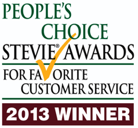 PEOPLE'S
CHOICE
STEVIE® AWARDS
FOR FAVORITE
CUSTOMER SERVICE
2013 WINNER